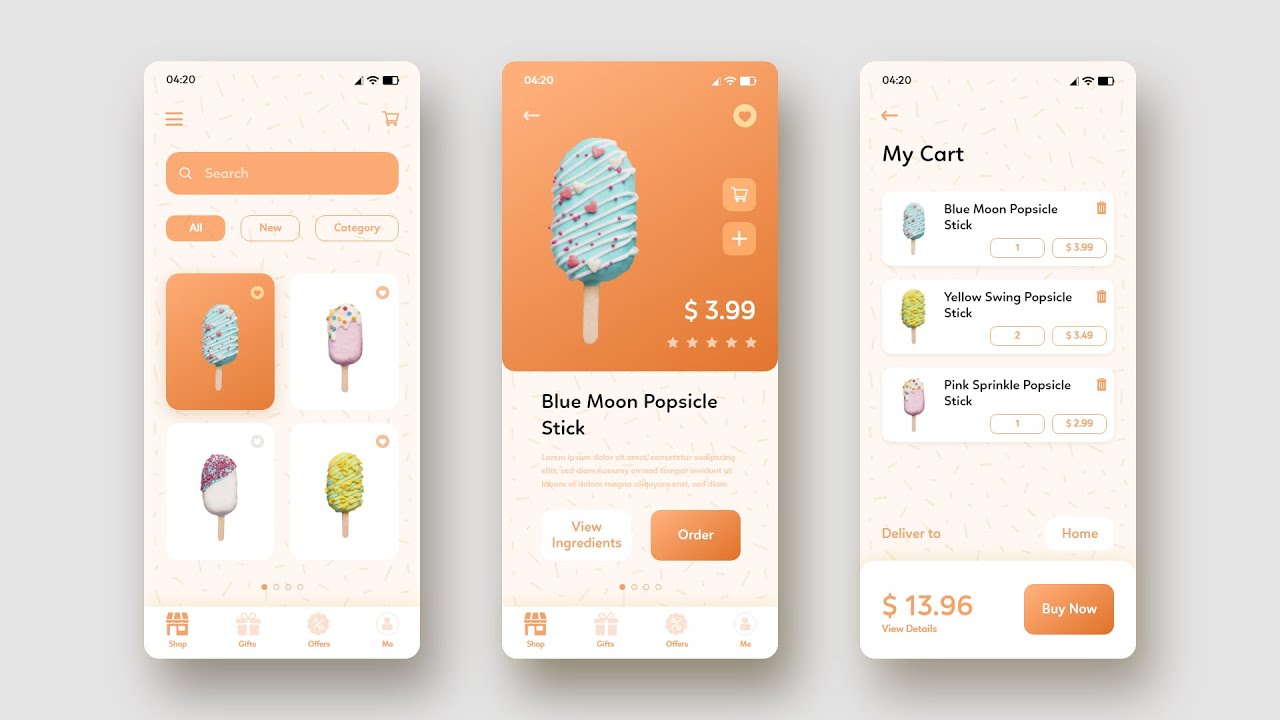 04:20
Search
All
New
Category
Shop
Gifts
Offers
Me
04:20
$ 3.99
Blue Moon Popsicle
Stick
Lorem ipsum dolor sit amet, consetetur sadipscing
elitr, sed diam nonumy eirmod tempor invidunt ut
labore et dolore magna aliquyam erat, sed diam
View
Ingredients
Order
Shop
Gifts
Offers
Me
04:20
My Cart
Blue Moon Popsicle
Stick
1
$ 3.99
Yellow Swing Popsicle
Stick
2
$ 3.49
Pink Sprinkle Popsicle
Stick
1
$ 2.99
Deliver to
Home
$ 13.96
View Details
Buy Now